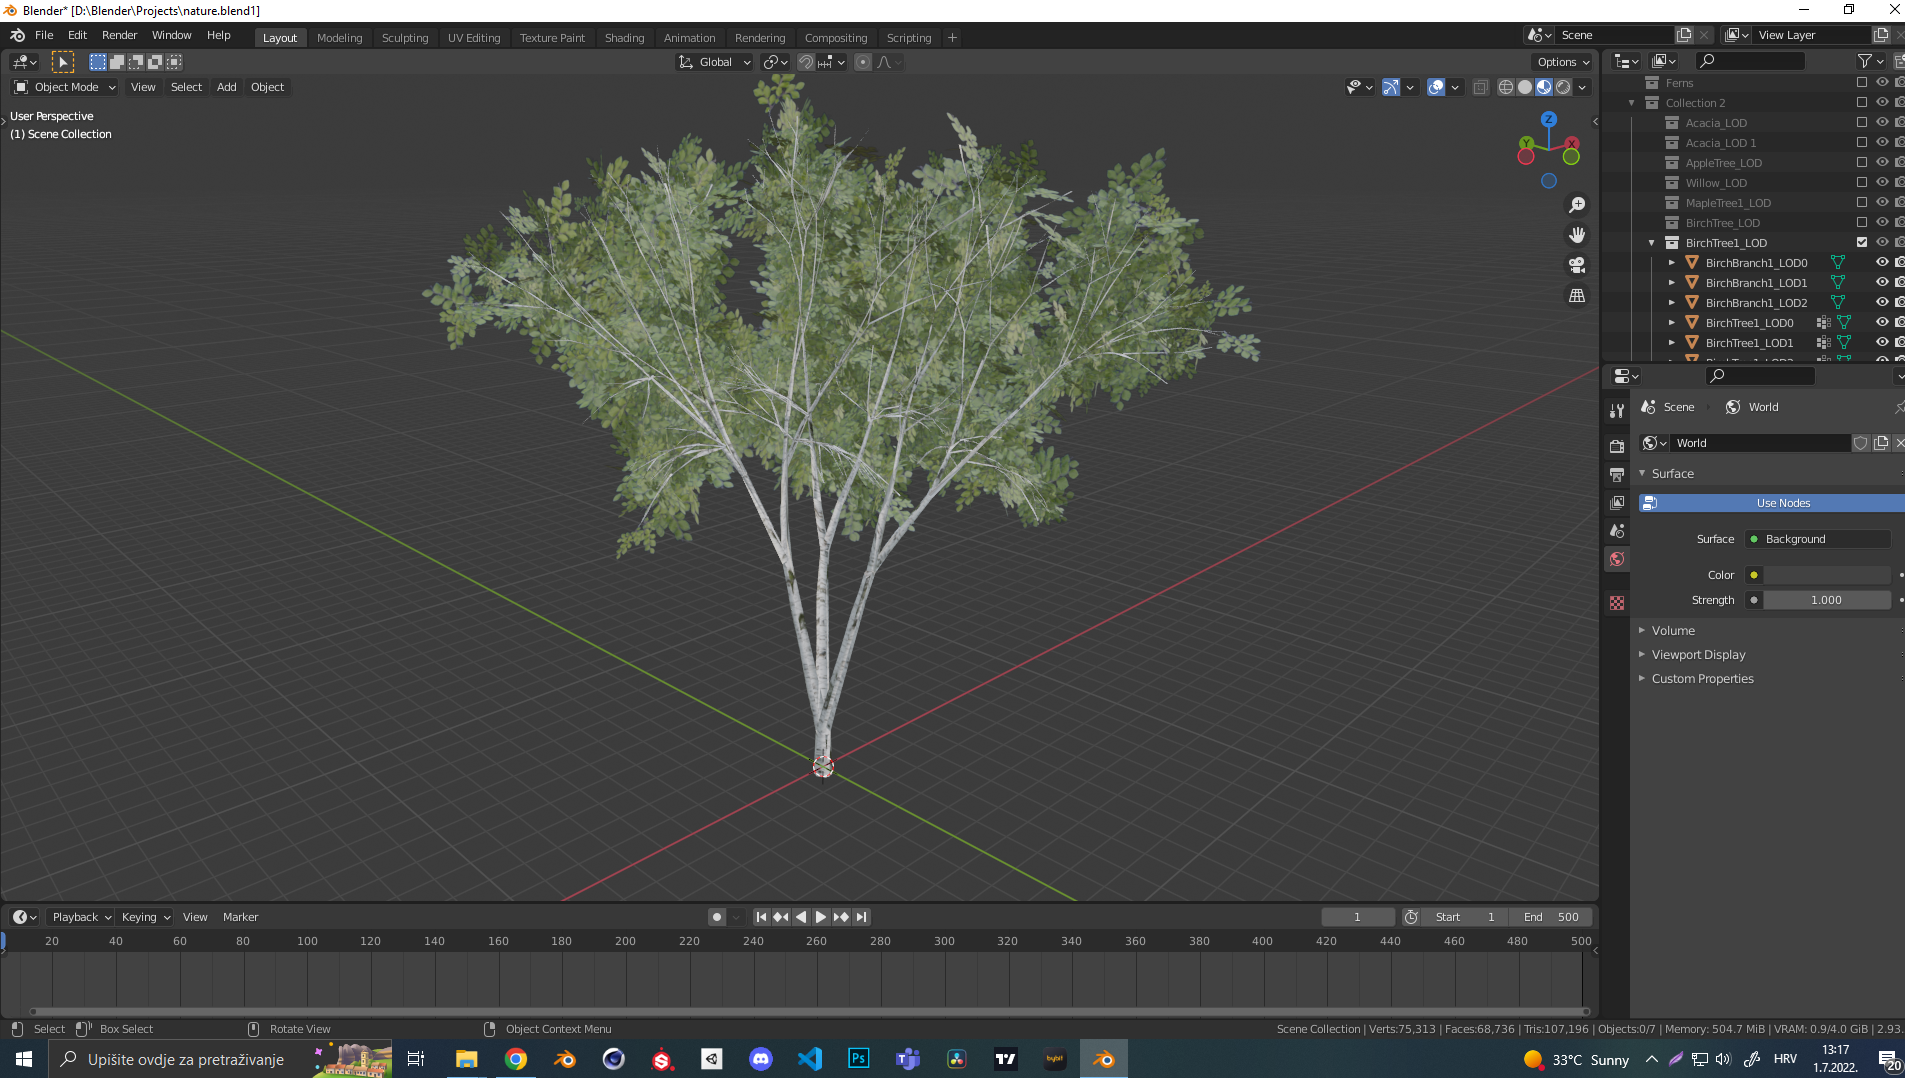 Blender* [D:\Blender\Projects\nature.blend1]
File Edit Render Window Help Layout Modeling Sculpting UV Editing Texture Paint Shading Animation Rendering Compositing Scripting + Scene View Layer
Global Options
Object Mode View Select Add Object
User Perspective
(1) Scene Collection
Z
Y X
Ferns
Collection 2
Acacia_LOD
Acacia_LOD 1
AppleTree_LOD
Willow_LOD
MapleTree1_LOD
BirchTree_LOD
BirchTree1_LOD
BirchBranch1_LOD0
BirchBranch1_LOD1
BirchBranch1_LOD2
BirchTree1_LOD0
BirchTree1_LOD1
Scene World
World
Surface
Use Nodes
Surface Background
Color
Strength 1.000
Volume
Viewport Display
Custom Properties
Playback Keying View Marker 1 Start 1 End 500
20 40 60 80 100 120 140 160 180 200 220 240 260 280 300 320 340 360 380 400 420 440 460 480 500
Select Box Select Rotate View Object Context Menu Scene Collection | Verts:75,313 | Faces:68,736 | Tris:107,196 | Objects:0/7 | Memory: 504.7 MiB | VRAM: 0.9/4.0 GiB | 2.93.
Upišite ovdje za pretraživanje Ps bybit 33°C Sunny HRV 13:17
1.7.2022. 20